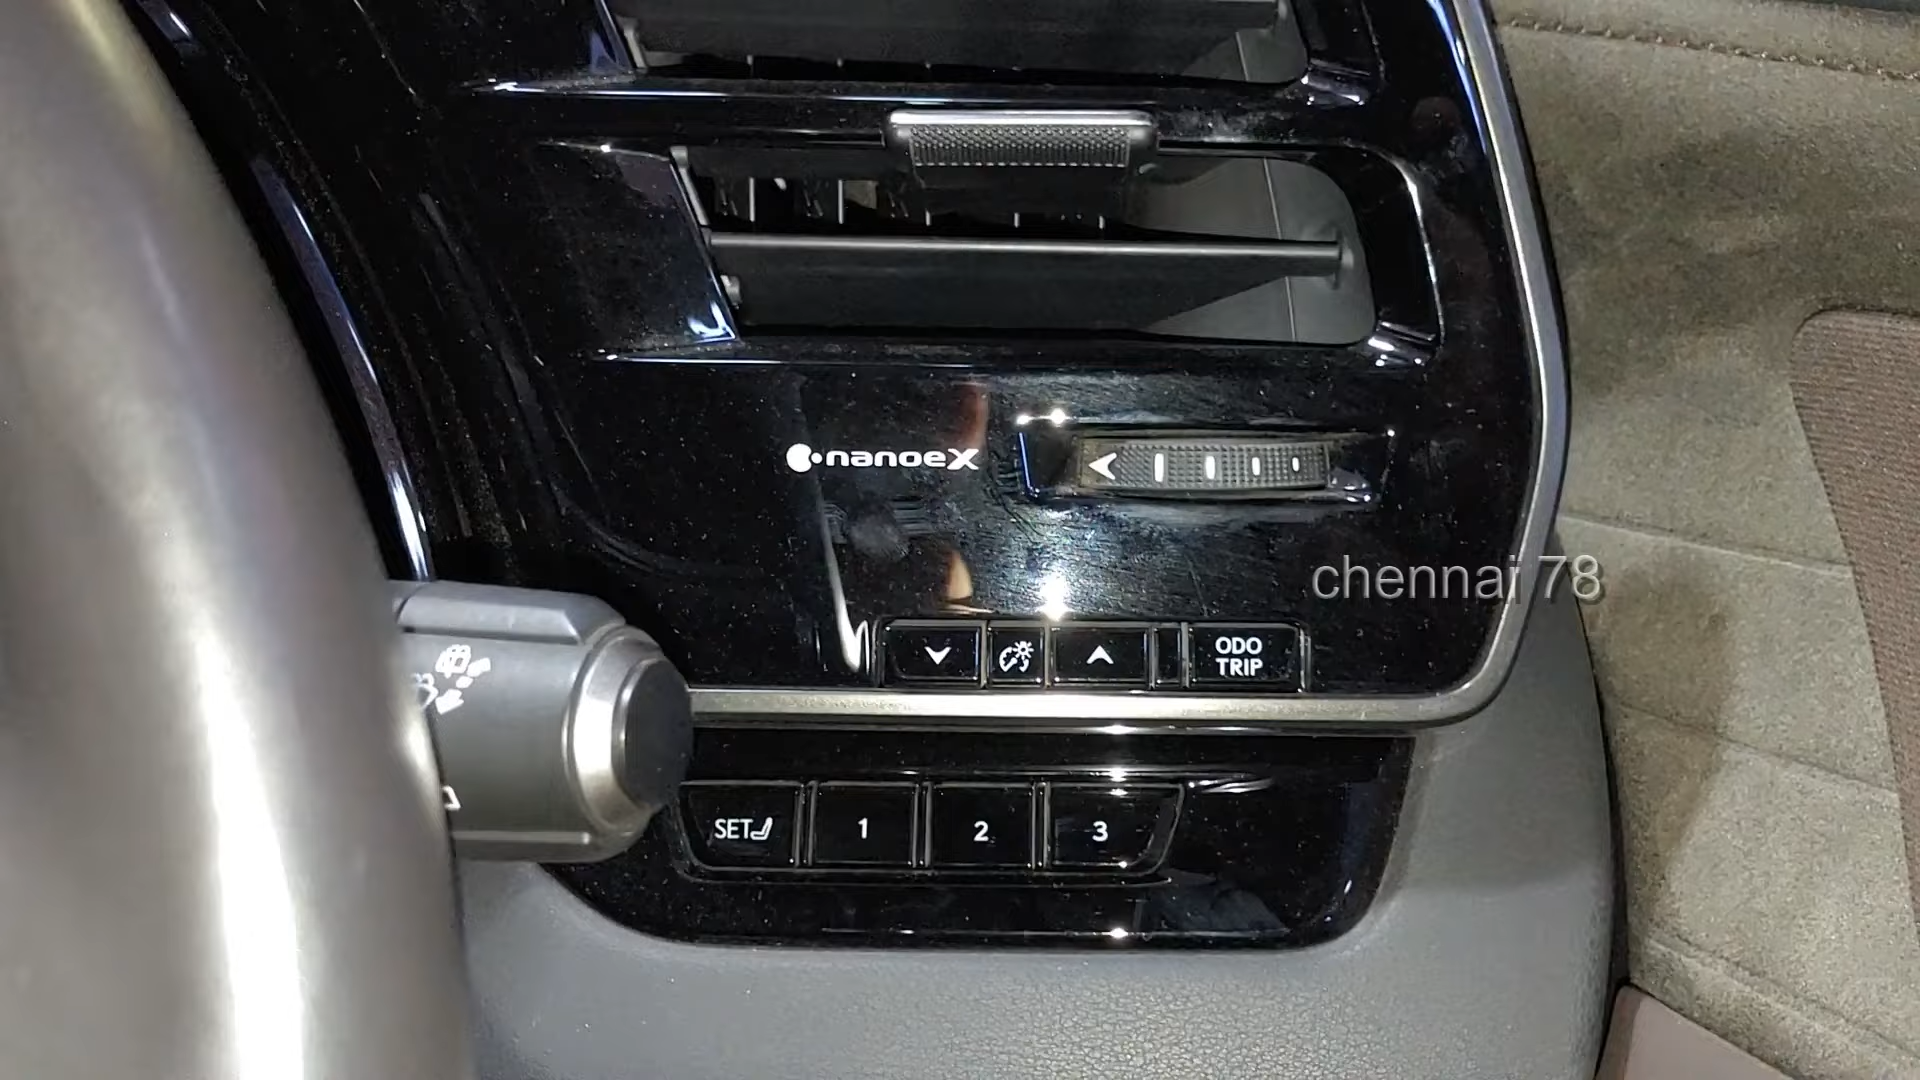 nanoeX
chennai 78
ODO
TRIP
SET
1
2
3